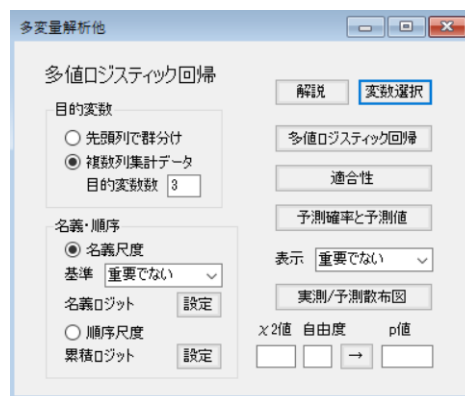 多変量解析他
多値ロジスティック回帰
目的変数
先頭列で群分け
複数列集計データ
目的変数数 3
名義・順序
名義尺度
基準 重要でない
名義ロジット 設定
順序尺度
累積ロジット 設定
解説 変数選択
多値ロジスティック回帰
適合性
予測確率と予測値
表示 重要でない
実測/予測散布図
χ2値 自由度 p値
→